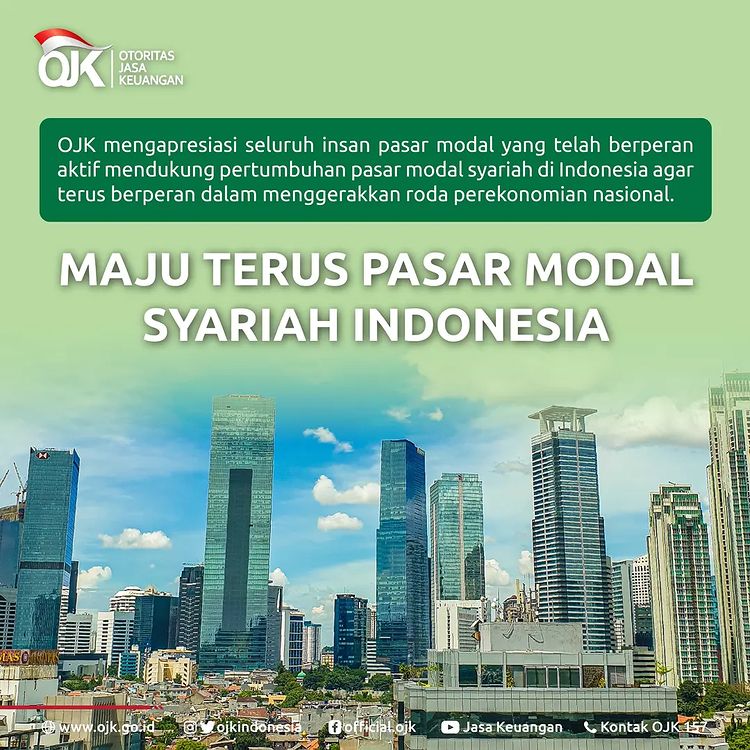 OJK
OTORITAS
JASA
KEUANGAN
OJK mengapresiasi seluruh insan pasar modal yang telah berperan
aktif mendukung pertumbuhan pasar modal syariah di Indonesia agar
terus berperan dalam menggerakkan roda perekonomian nasional.
MAJU TERUS PASAR MODAL
SYARIAH INDONESIA
www.ojk.go.id ojkindonesia official.ojk Jasa Keuangan Kontak OJK 157